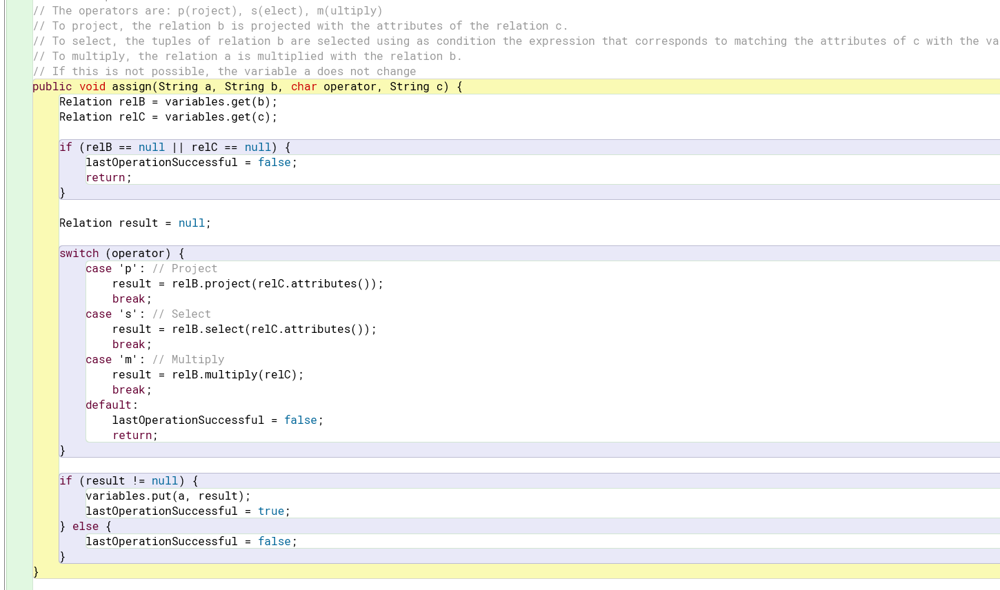 // The operators are: p(roject), s(elect), m(ultiply)
// To project, the relation b is projected with the attributes of the relation c.
// To select, the tuples of relation b are selected using as condition the expression that corresponds to matching the attributes of c with the va
// To multiply, the relation a is multiplied with the relation b.
// If this is not possible, the variable a does not change
public void assign(String a, String b, char operator, String c) {
    Relation relB = variables.get(b);
    Relation relC = variables.get(c);

    if (relB == null || relC == null) {
        lastOperationSuccessful = false;
        return;
    }

    Relation result = null;

    switch (operator) {
        case 'p': // Project
            result = relB.project(relC.attributes());
            break;
        case 's': // Select
            result = relB.select(relC.attributes());
            break;
        case 'm': // Multiply
            result = relB.multiply(relC);
            break;
        default:
            lastOperationSuccessful = false;
            return;
    }

    if (result != null) {
        variables.put(a, result);
        lastOperationSuccessful = true;
    } else {
        lastOperationSuccessful = false;
    }
}